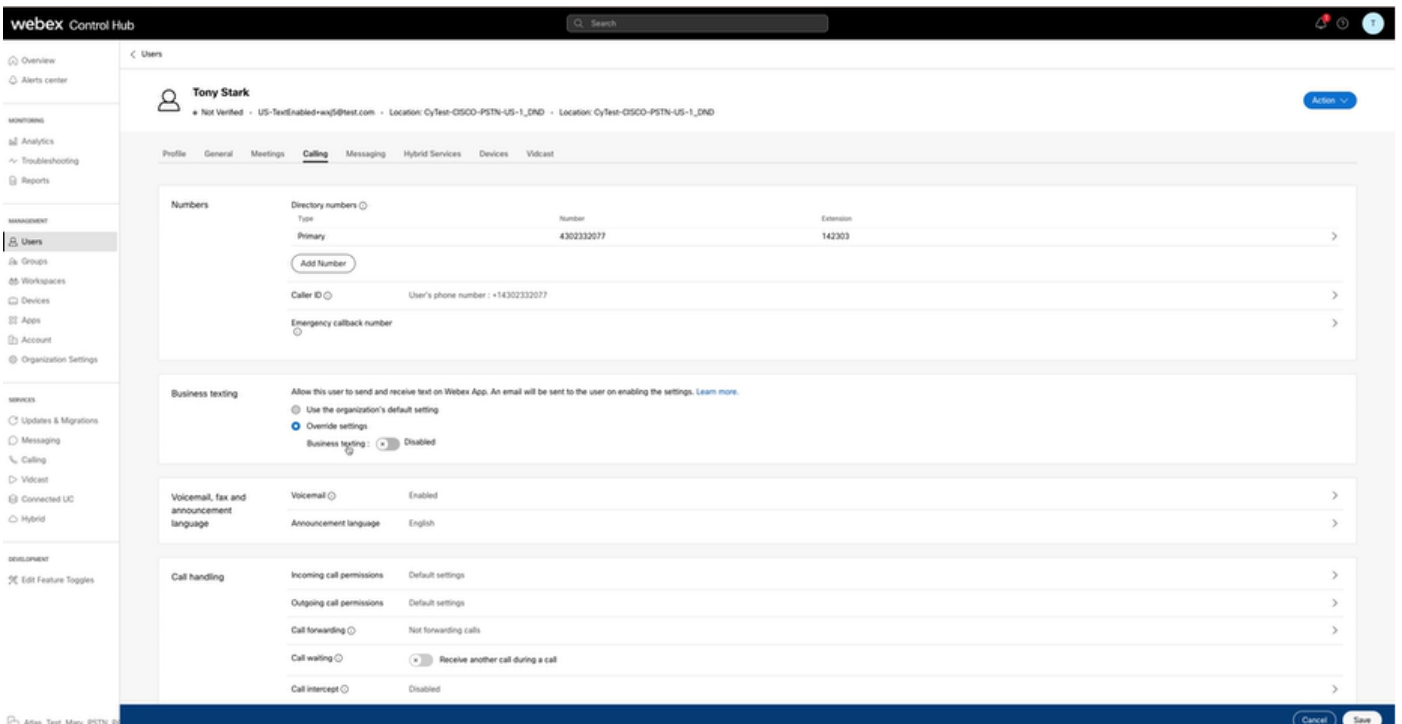 webex Control Hub
Search
1
T
Overview
Alerts center
MONITORING
Analytics
Troubleshooting
Reports
MANAGEMENT
Users
Groups
Workspaces
Devices
Apps
Account
Organization Settings
SERVICES
Updates & Migrations
Messaging
Calling
Vidcast
Connected UC
Hybrid
DEVELOPMENT
Edit Feature Toggles
Atlas_Test_Mary_PSTN_
Users
Tony Stark
Not Verified · US-TextEnabled+wxj5@test.com · Location: CyTest-CISCO-PSTN-US-1_DND · Location: CyTest-CISCO-PSTN-US-1_DND
Action
Profile General Meetings Calling Messaging Hybrid Services Devices Vidcast
Numbers
Directory numbers
Type Number Extension
Primary 4302332077 142303
Add Number
Caller ID User's phone number : +14302332077
Emergency callback number
Business texting
Allow this user to send and receive text on Webex App. An email will be sent to the user on enabling the settings. Learn more.
Use the organization's default setting
Override settings
Business texting : Disabled
Voicemail, fax and
announcement
language
Voicemail Enabled
Announcement language English
Call handling
Incoming call permissions Default settings
Outgoing call permissions Default settings
Call forwarding Not forwarding calls
Call waiting Receive another call during a call
Call intercept Disabled
Cancel Save